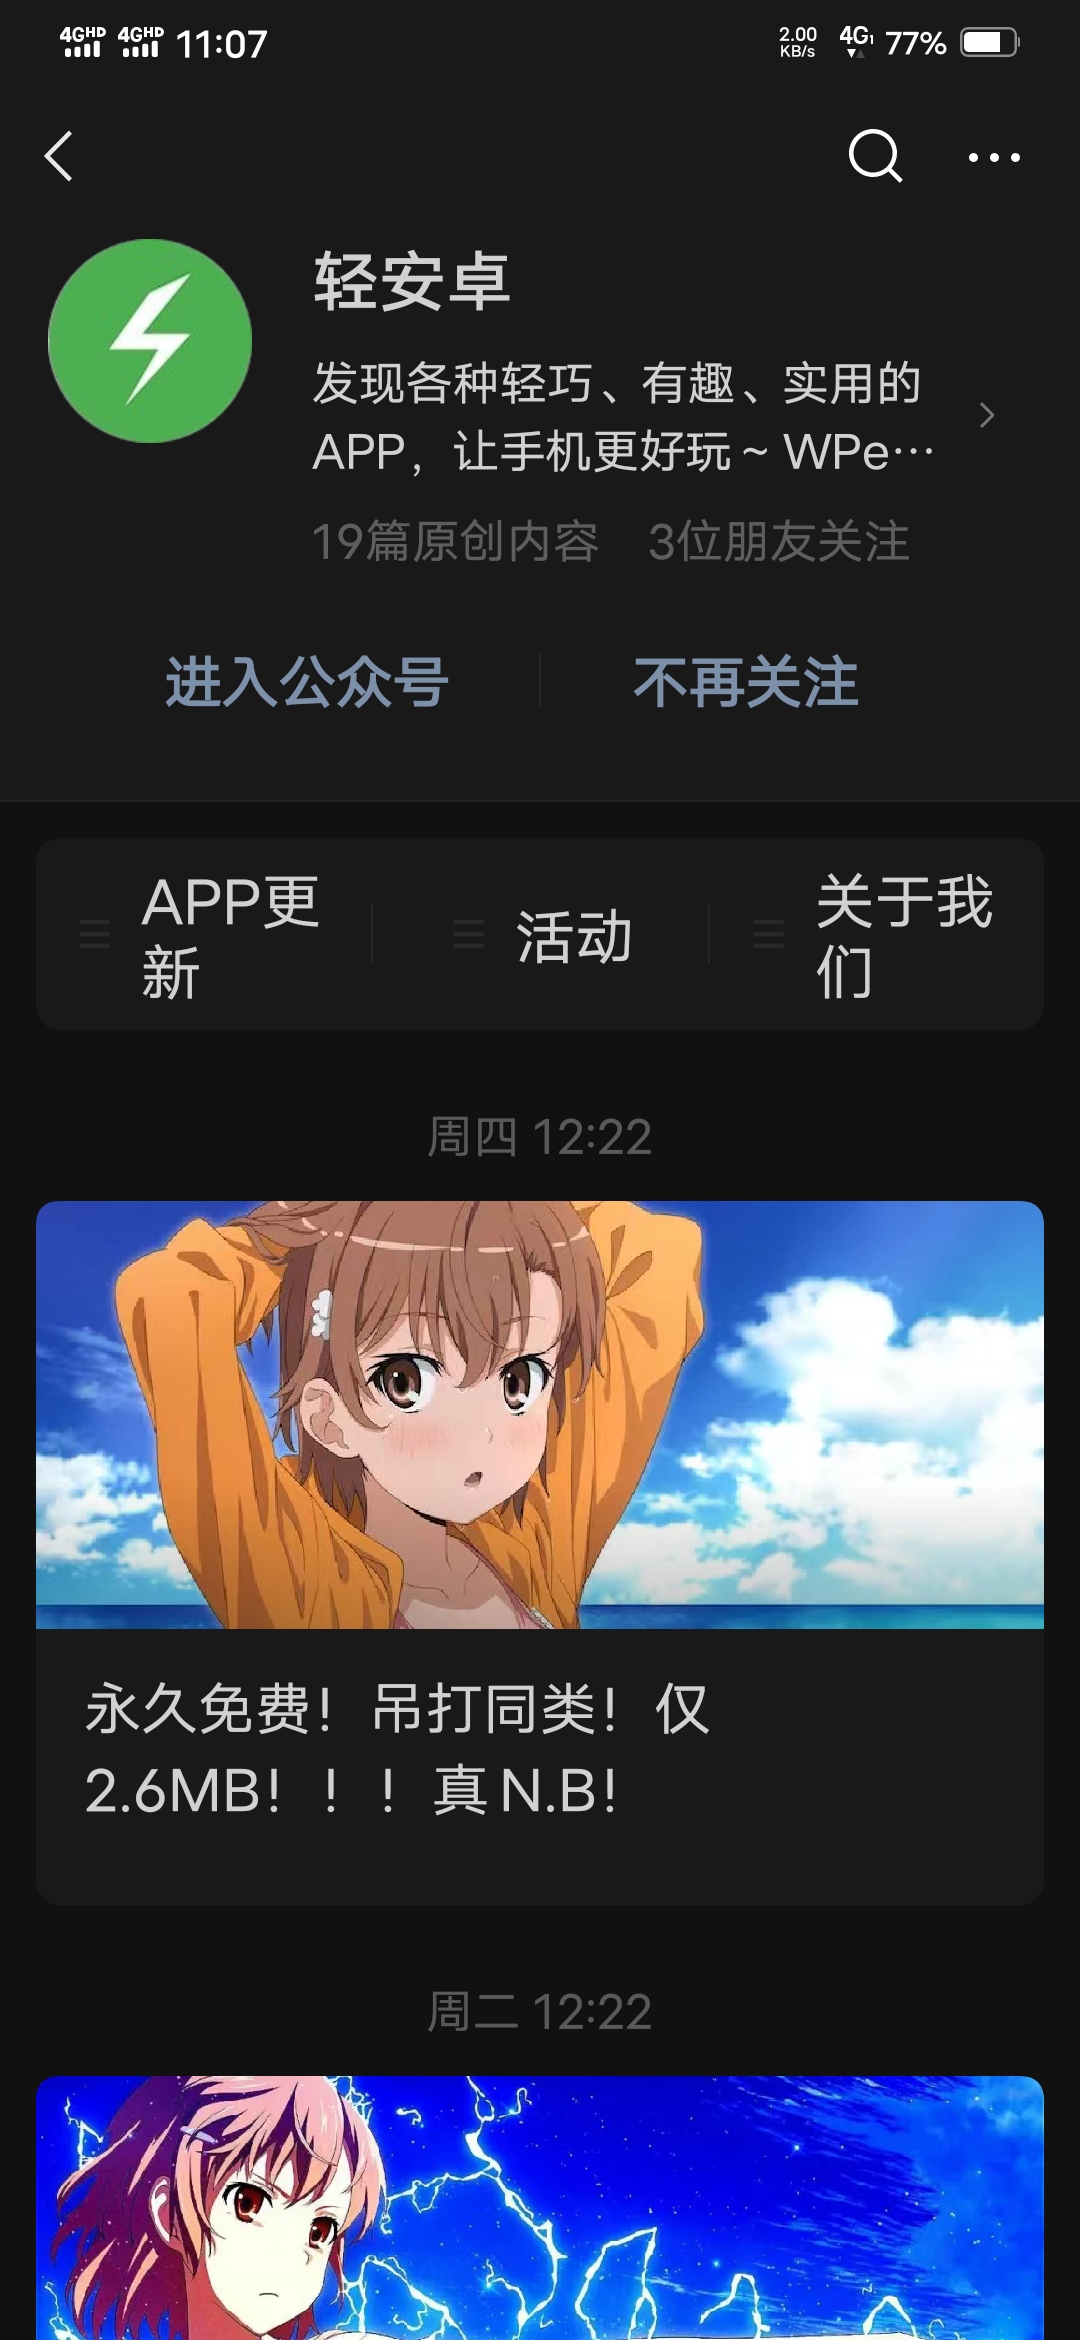 4GHD 4GHD 11:07 2.00 KB/s 4G 77%
轻安卓
发现各种轻巧、有趣、实用的
APP，让手机更好玩～WPe…
19篇原创内容 3位朋友关注
进入公众号 不再关注
APP更
新
活动
关于我
们
周四 12:22
永久免费！吊打同类！仅
2.6MB！！！真N.B！
周二 12:22